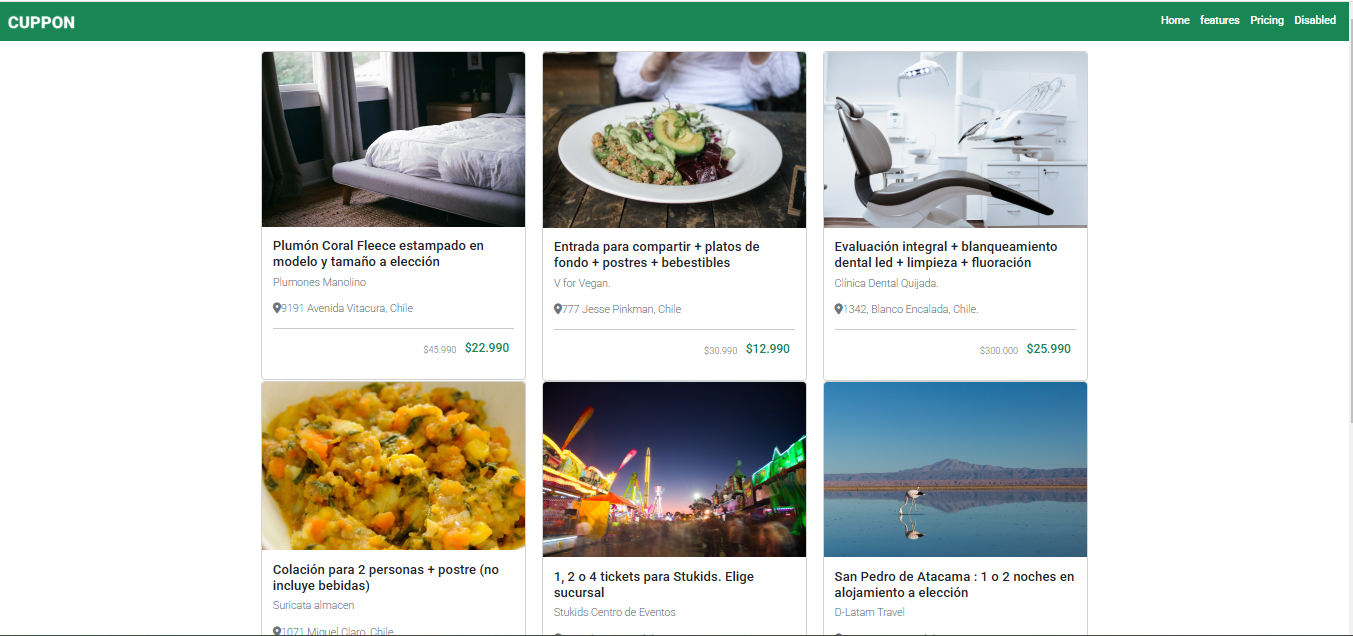 CUPPON
Home features Pricing Disabled
Plumón Coral Fleece estampado en
modelo y tamaño a elección
Plumones Manolino
9191 Avenida Vitacura, Chile
$45.990 $22.990
Entrada para compartir + platos de
fondo + postres + bebestibles
V for Vegan.
777 Jesse Pinkman, Chile
$30.990 $12.990
Evaluación integral + blanqueamiento
dental led + limpieza + fluoración
Clínica Dental Quijada.
1342, Blanco Encalada, Chile.
$300.000 $25.990
Colación para 2 personas + postre (no
incluye bebidas)
Suricata almacen
1071 Miguel Claro, Chile
1, 2 o 4 tickets para Stukids. Elige
sucursal
Stukids Centro de Eventos
San Pedro de Atacama : 1 o 2 noches en
alojamiento a elección
D-Latam Travel